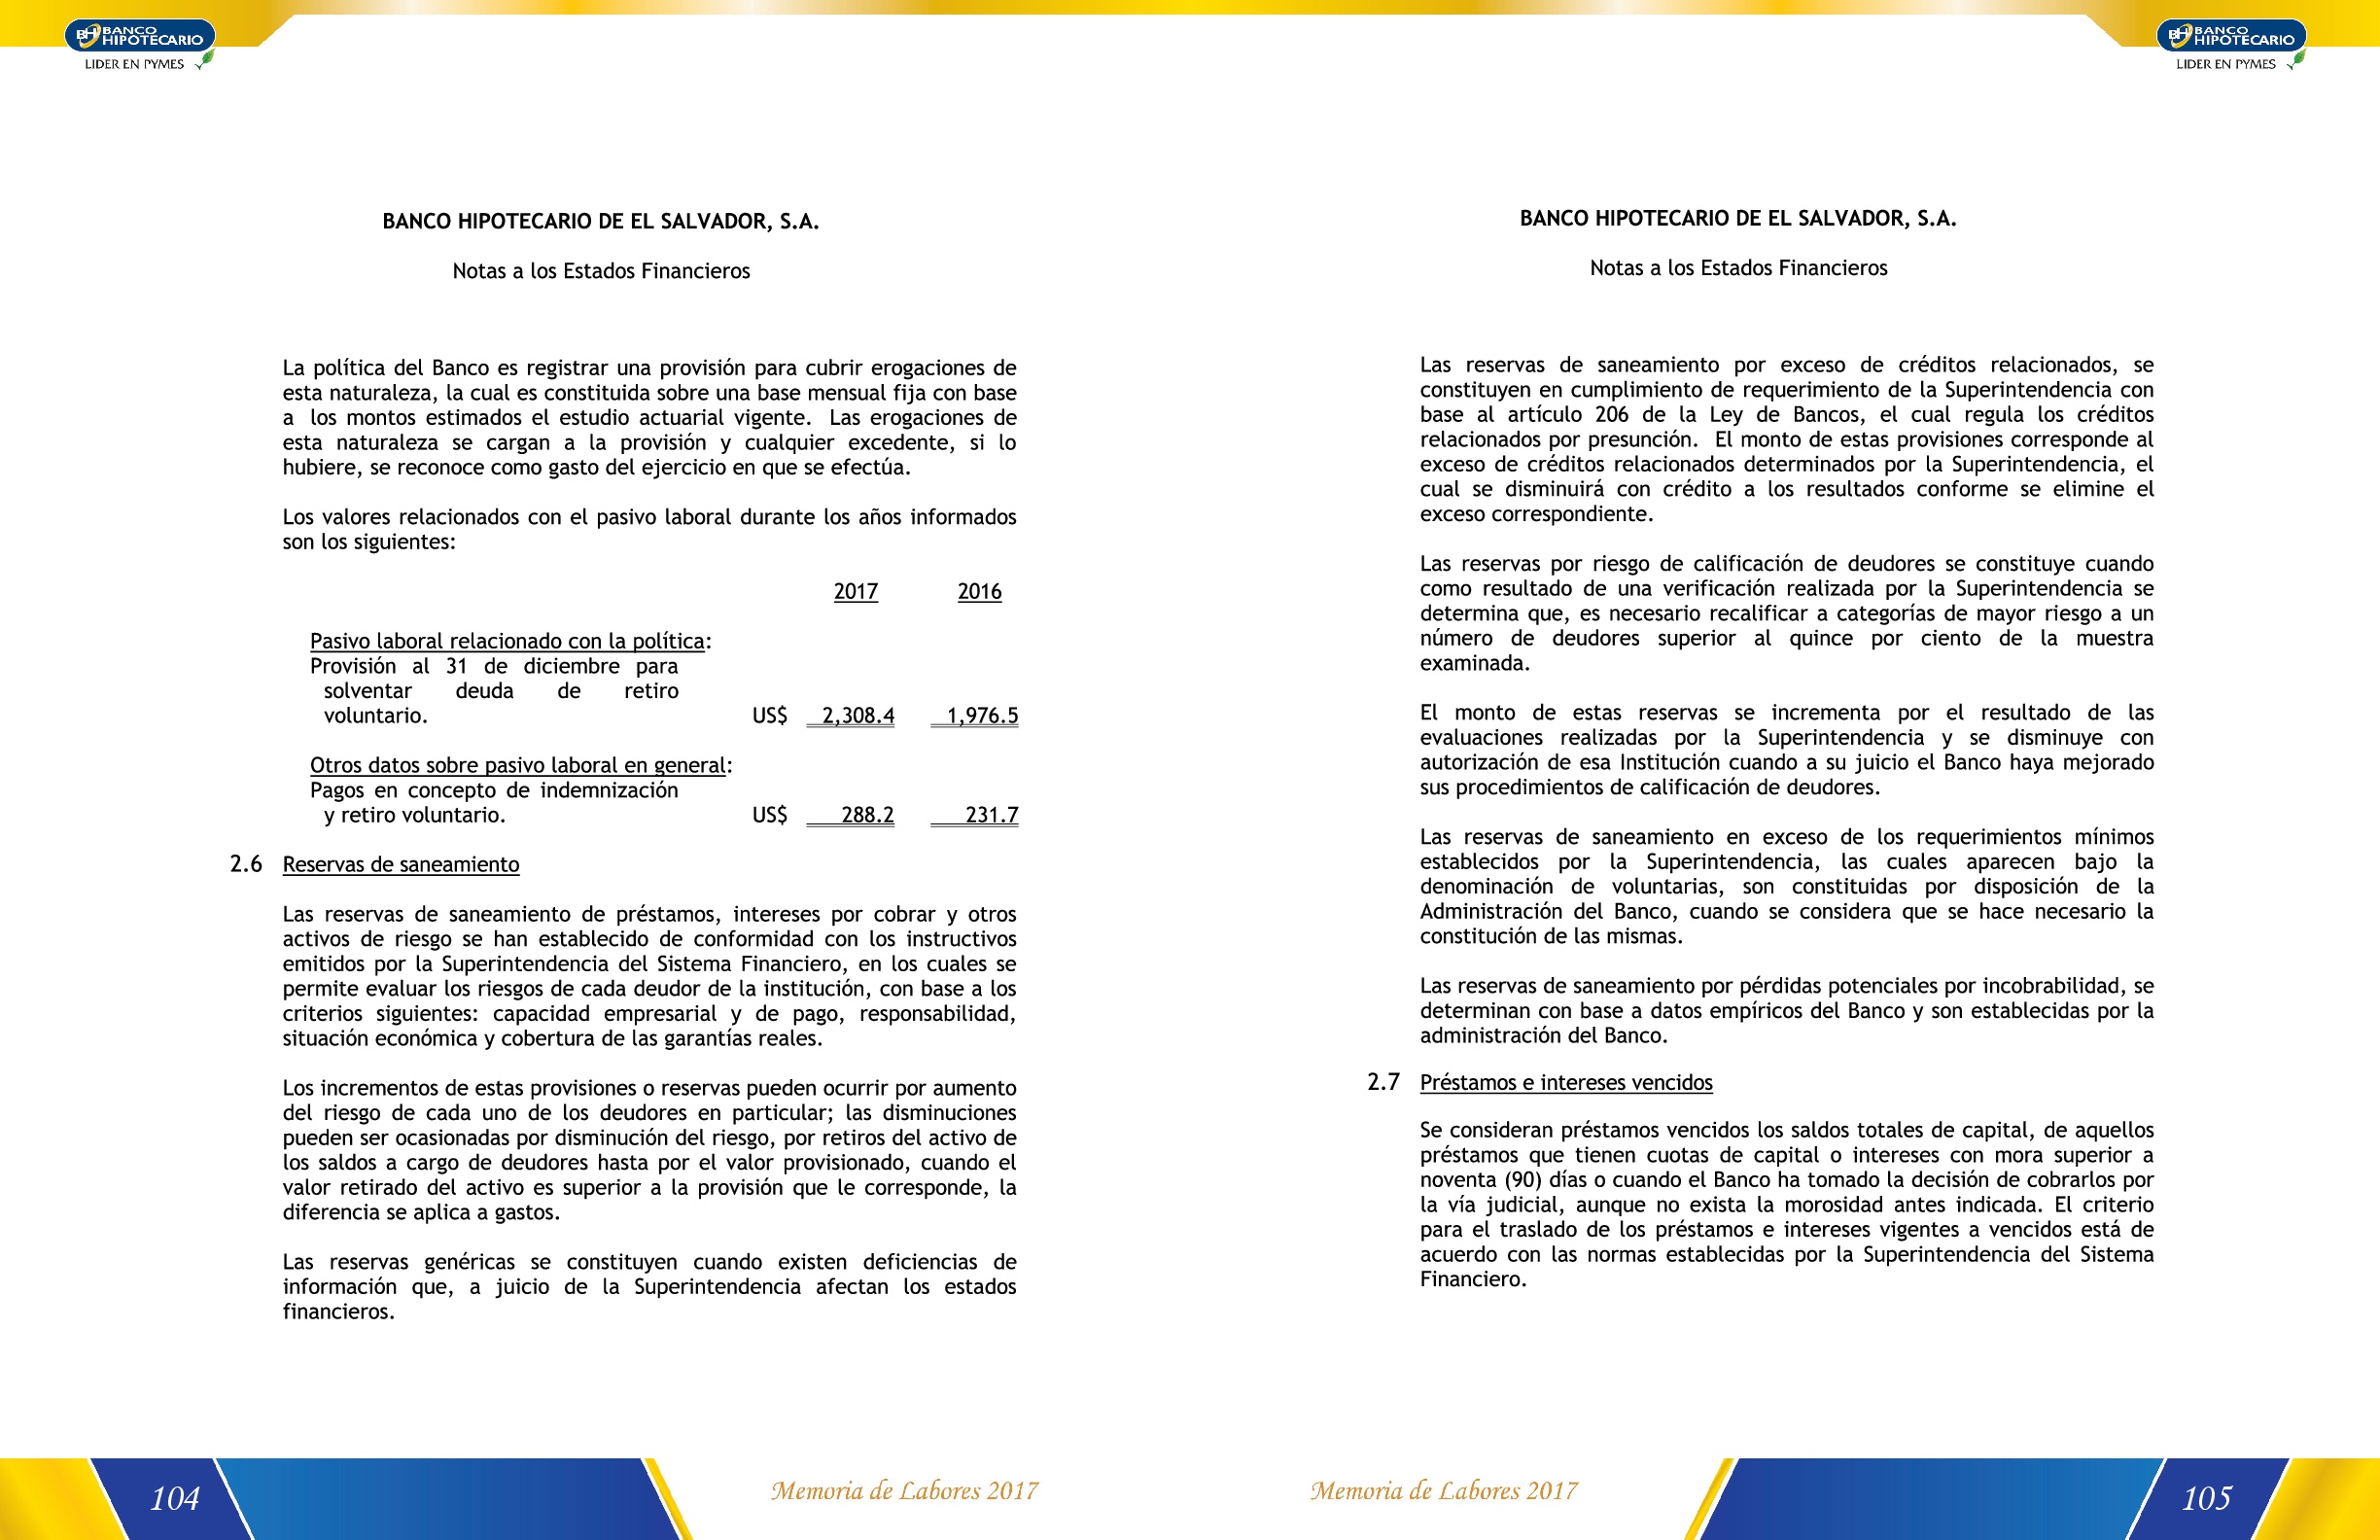 BANCO
HIPOTECARIO
LIDER EN PYMES
BANCO HIPOTECARIO DE EL SALVADOR, S.A.
Notas a los Estados Financieros
La política del Banco es registrar una provisión para cubrir erogaciones de
esta naturaleza, la cual es constituida sobre una base mensual fija con base
a los montos estimados el estudio actuarial vigente. Las erogaciones de
esta naturaleza se cargan a la provisión y cualquier excedente, si lo
hubiere, se reconoce como gasto del ejercicio en que se efectúa.
Los valores relacionados con el pasivo laboral durante los años informados
son los siguientes:
2017 2016
Pasivo laboral relacionado con la política:
Provisión al 31 de diciembre para
solventar deuda de retiro
voluntario. US$ 2,308.4 1,976.5
Otros datos sobre pasivo laboral en general:
Pagos en concepto de indemnización
y retiro voluntario. US$ 288.2 231.7
2.6 Reservas de saneamiento
Las reservas de saneamiento de préstamos, intereses por cobrar y otros
activos de riesgo se han establecido de conformidad con los instructivos
emitidos por la Superintendencia del Sistema Financiero, en los cuales se
permite evaluar los riesgos de cada deudor de la institución, con base a los
criterios siguientes: capacidad empresarial y de pago, responsabilidad,
situación económica y cobertura de las garantías reales.
Los incrementos de estas provisiones o reservas pueden ocurrir por aumento
del riesgo de cada uno de los deudores en particular; las disminuciones
pueden ser ocasionadas por disminución del riesgo, por retiros del activo de
los saldos a cargo de deudores hasta por el valor provisionado, cuando el
valor retirado del activo es superior a la provisión que le corresponde, la
diferencia se aplica a gastos.
Las reservas genéricas se constituyen cuando existen deficiencias de
información que, a juicio de la Superintendencia afectan los estados
financieros.
104
Memoria de Labores 2017
BANCO
HIPOTECARIO
LIDER EN PYMES
BANCO HIPOTECARIO DE EL SALVADOR, S.A.
Notas a los Estados Financieros
Las reservas de saneamiento por exceso de créditos relacionados, se
constituyen en cumplimiento de requerimiento de la Superintendencia con
base al artículo 206 de la Ley de Bancos, el cual regula los créditos
relacionados por presunción. El monto de estas provisiones corresponde al
exceso de créditos relacionados determinados por la Superintendencia, el
cual se disminuirá con crédito a los resultados conforme se elimine el
exceso correspondiente.
Las reservas por riesgo de calificación de deudores se constituye cuando
como resultado de una verificación realizada por la Superintendencia se
determina que, es necesario recalificar a categorías de mayor riesgo a un
número de deudores superior al quince por ciento de la muestra
examinada.
El monto de estas reservas se incrementa por el resultado de las
evaluaciones realizadas por la Superintendencia y se disminuye con
autorización de esa Institución cuando a su juicio el Banco haya mejorado
sus procedimientos de calificación de deudores.
Las reservas de saneamiento en exceso de los requerimientos mínimos
establecidos por la Superintendencia, las cuales aparecen bajo la
denominación de voluntarias, son constituidas por disposición de la
Administración del Banco, cuando se considera que se hace necesario la
constitución de las mismas.
Las reservas de saneamiento por pérdidas potenciales por incobrabilidad, se
determinan con base a datos empíricos del Banco y son establecidas por la
administración del Banco.
2.7 Préstamos e intereses vencidos
Se consideran préstamos vencidos los saldos totales de capital, de aquellos
préstamos que tienen cuotas de capital o intereses con mora superior a
noventa (90) días o cuando el Banco ha tomado la decisión de cobrarlos por
la vía judicial, aunque no exista la morosidad antes indicada. El criterio
para el traslado de los préstamos e intereses vigentes a vencidos está de
acuerdo con las normas establecidas por la Superintendencia del Sistema
Financiero.
Memoria de Labores 2017
105